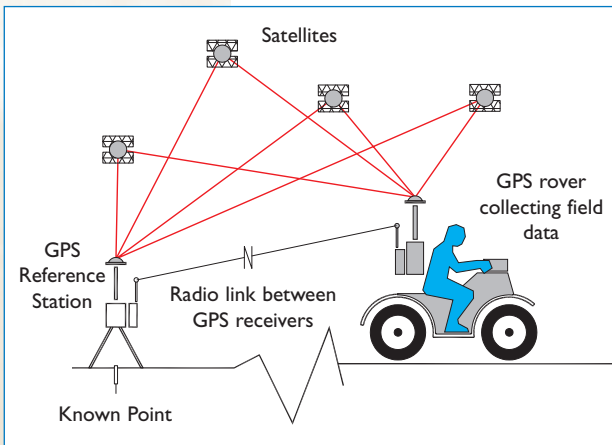 Satellites
GPS rover
collecting field
data
GPS
Reference
Station
Radio link between
GPS receivers
Known Point